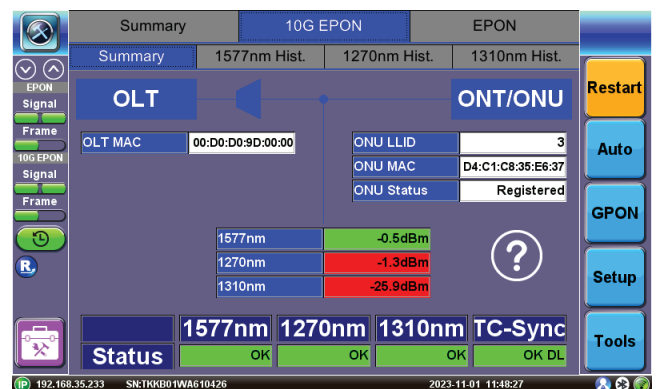 Summary 10G EPON EPON
Summary 1577nm Hist. 1270nm Hist. 1310nm Hist.
EPON
Signal
Frame
10G EPON
Signal
Frame
R
OLT ONT/ONU
OLT MAC 00:D0:D0:9D:00:00
ONU LLID 3
ONU MAC D4:C1:C8:35:E6:37
ONU Status Registered
1577nm -0.5dBm
1270nm -1.3dBm
1310nm -25.9dBm
?
1577nm 1270nm 1310nm TC-Sync
Status OK OK OK OK DL
Restart
Auto
GPON
Setup
Tools
IP 192.168.35.233 SN:TKKB01WA610426 2023-11-01 11:48:27